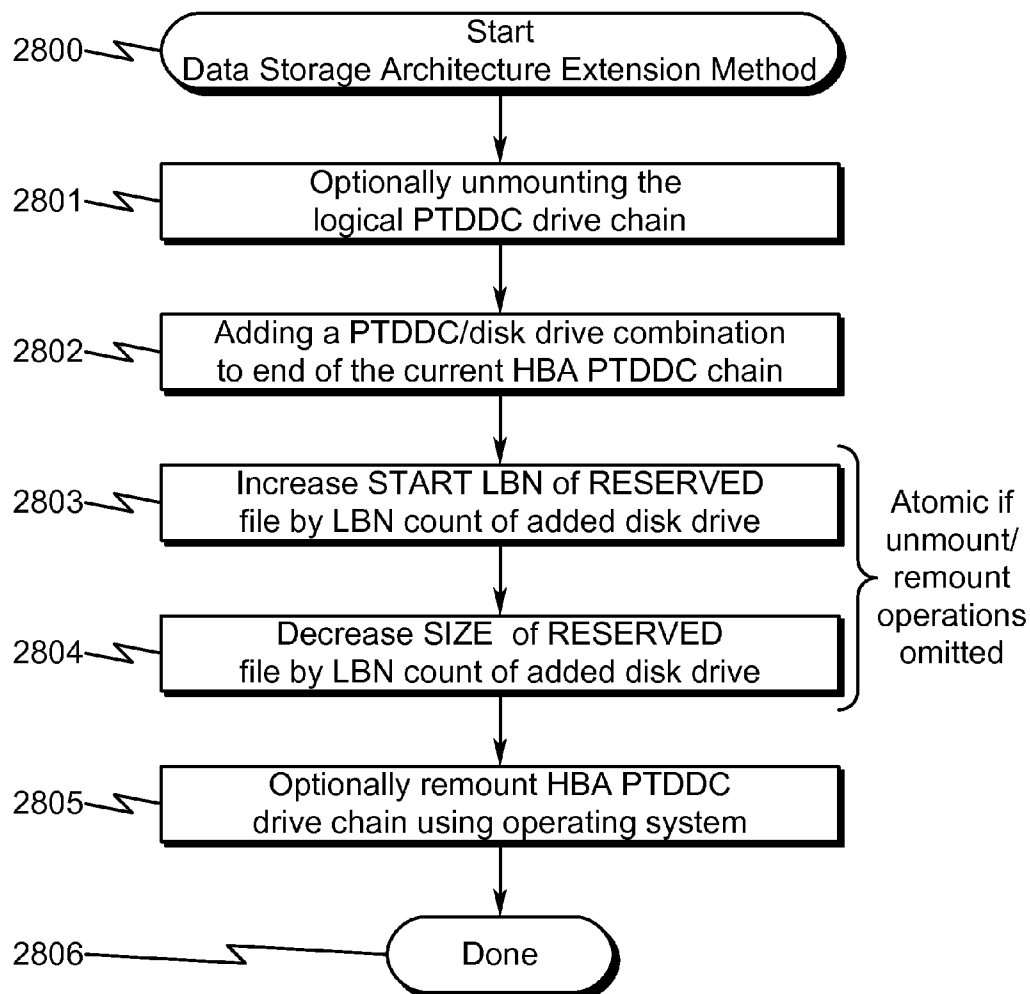 2800
Start
Data Storage Architecture Extension Method
2801
Optionally unmounting the
logical PTDDC drive chain
2802
Adding a PTDDC/disk drive combination
to end of the current HBA PTDDC chain
2803
Increase START LBN of RESERVED
file by LBN count of added disk drive
2804
Decrease SIZE of RESERVED
file by LBN count of added disk drive
Atomic if
unmount/
remount
operations
omitted
2805
Optionally remount HBA PTDDC
drive chain using operating system
2806
Done